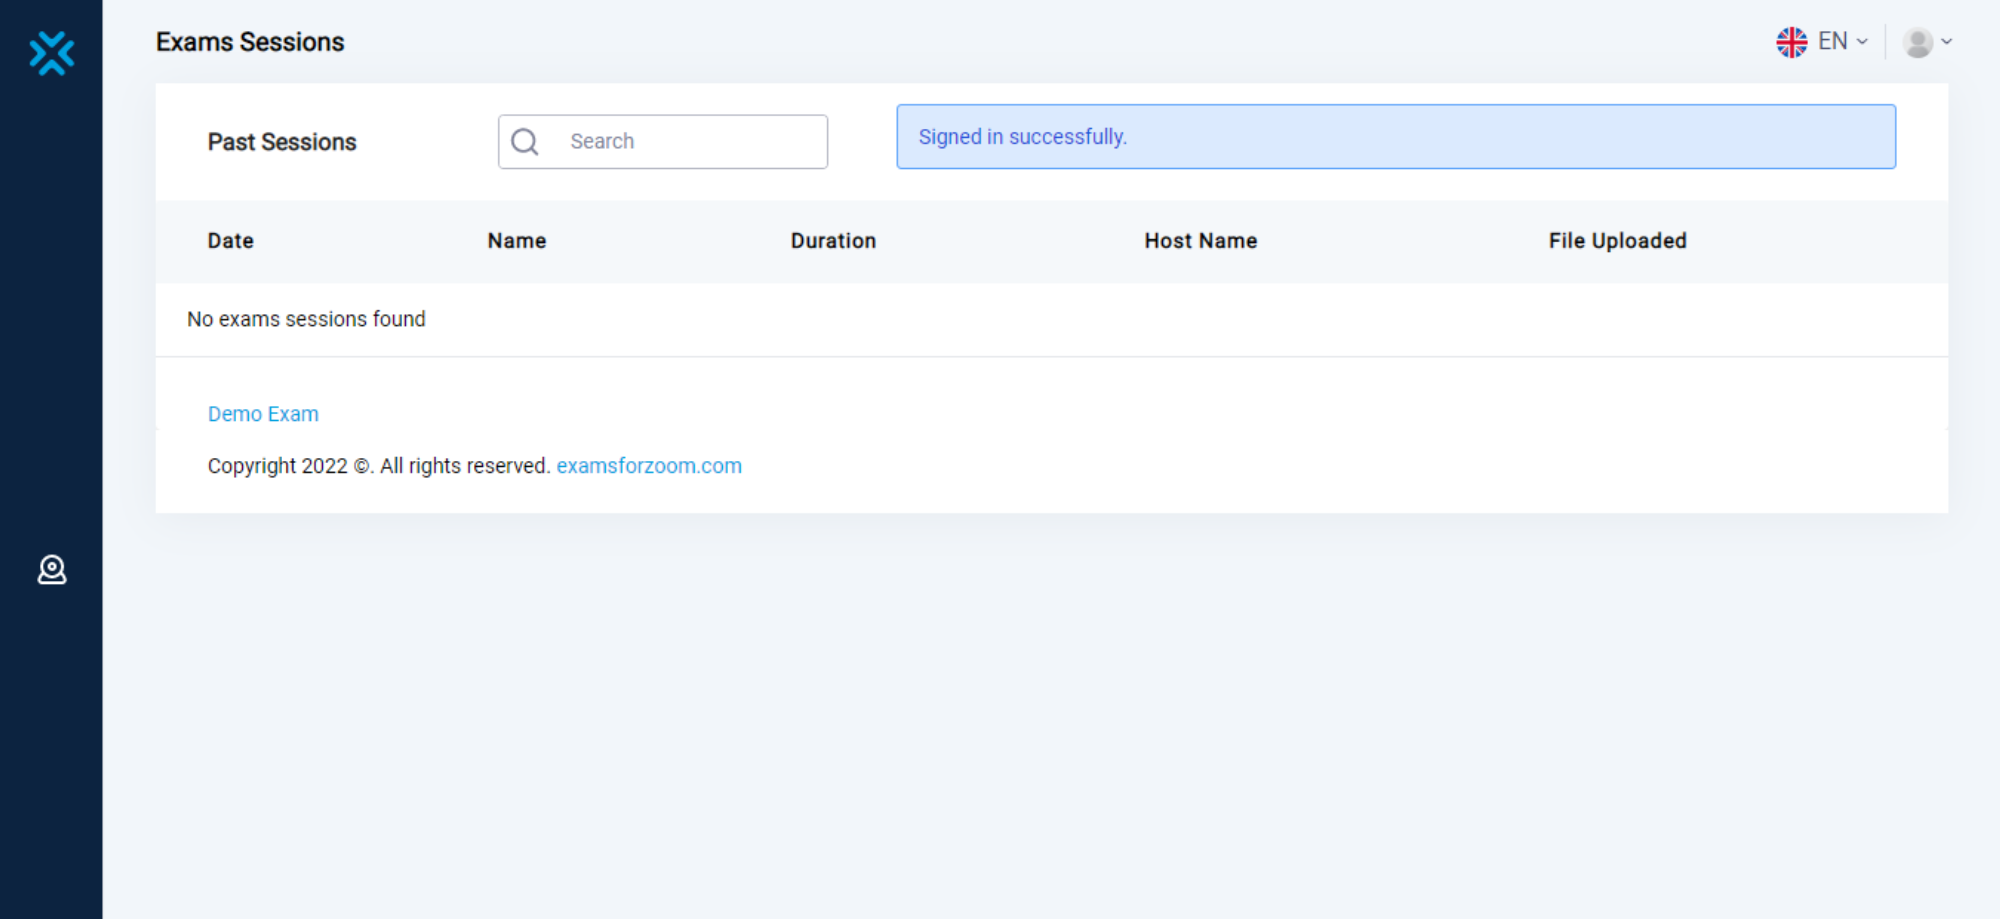 Exams Sessions
EN
Past Sessions
Search
Signed in successfully.
Date Name Duration Host Name File Uploaded
No exams sessions found
Demo Exam
Copyright 2022 ©. All rights reserved. examsforzoom.com